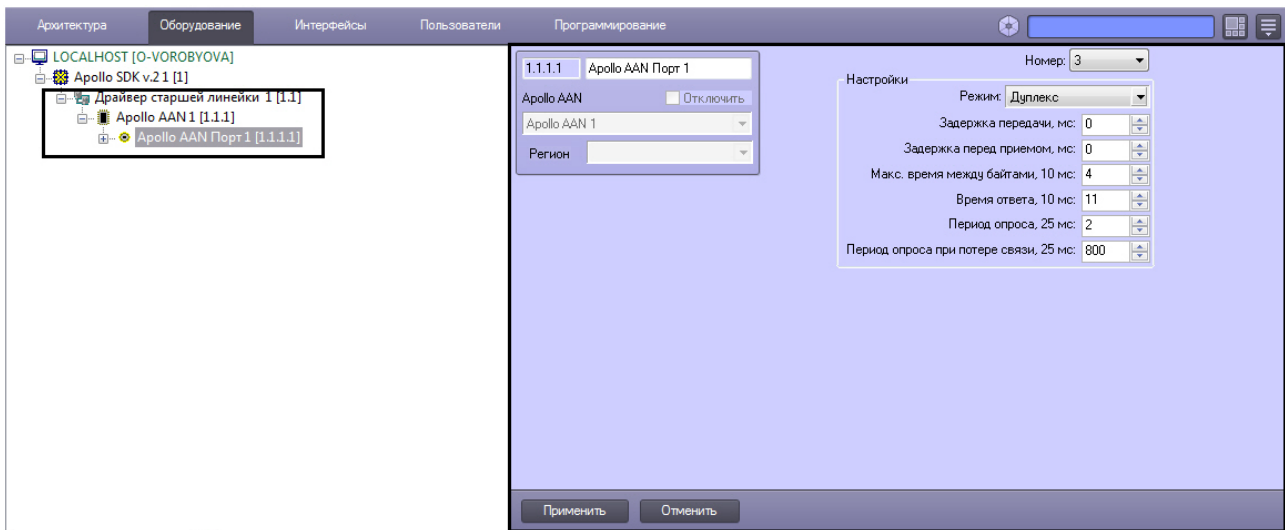 Архитектура Оборудование Интерфейсы Пользователи Программирование
LOCALHOST [O-VOROBYOVA]
Apollo SDK v.2 1 [1]
Драйвер старшей линейки 1 [1.1]
Apollo AAN 1 [1.1.1]
Apollo AAN Порт 1 [1.1.1.1]
1.1.1.1 Apollo AAN Порт 1
Apollo AAN Отключить
Apollo AAN 1
Регион
Номер: 3
Настройки
Режим: Дуплекс
Задержка передачи, мс: 0
Задержка перед приемом, мс: 0
Макс. время между байтами, 10 мс: 4
Время ответа, 10 мс: 11
Период опроса, 25 мс: 2
Период опроса при потере связи, 25 мс: 800
Применить Отменить